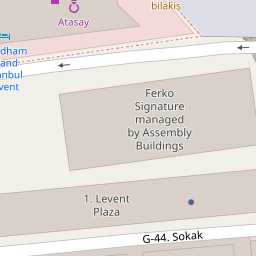 bilakis
Atasay
dham
and
nbul
vent
Ferko
Signature
managed
by Assembly
Buildings
1. Levent
Plaza
G-44. Sokak